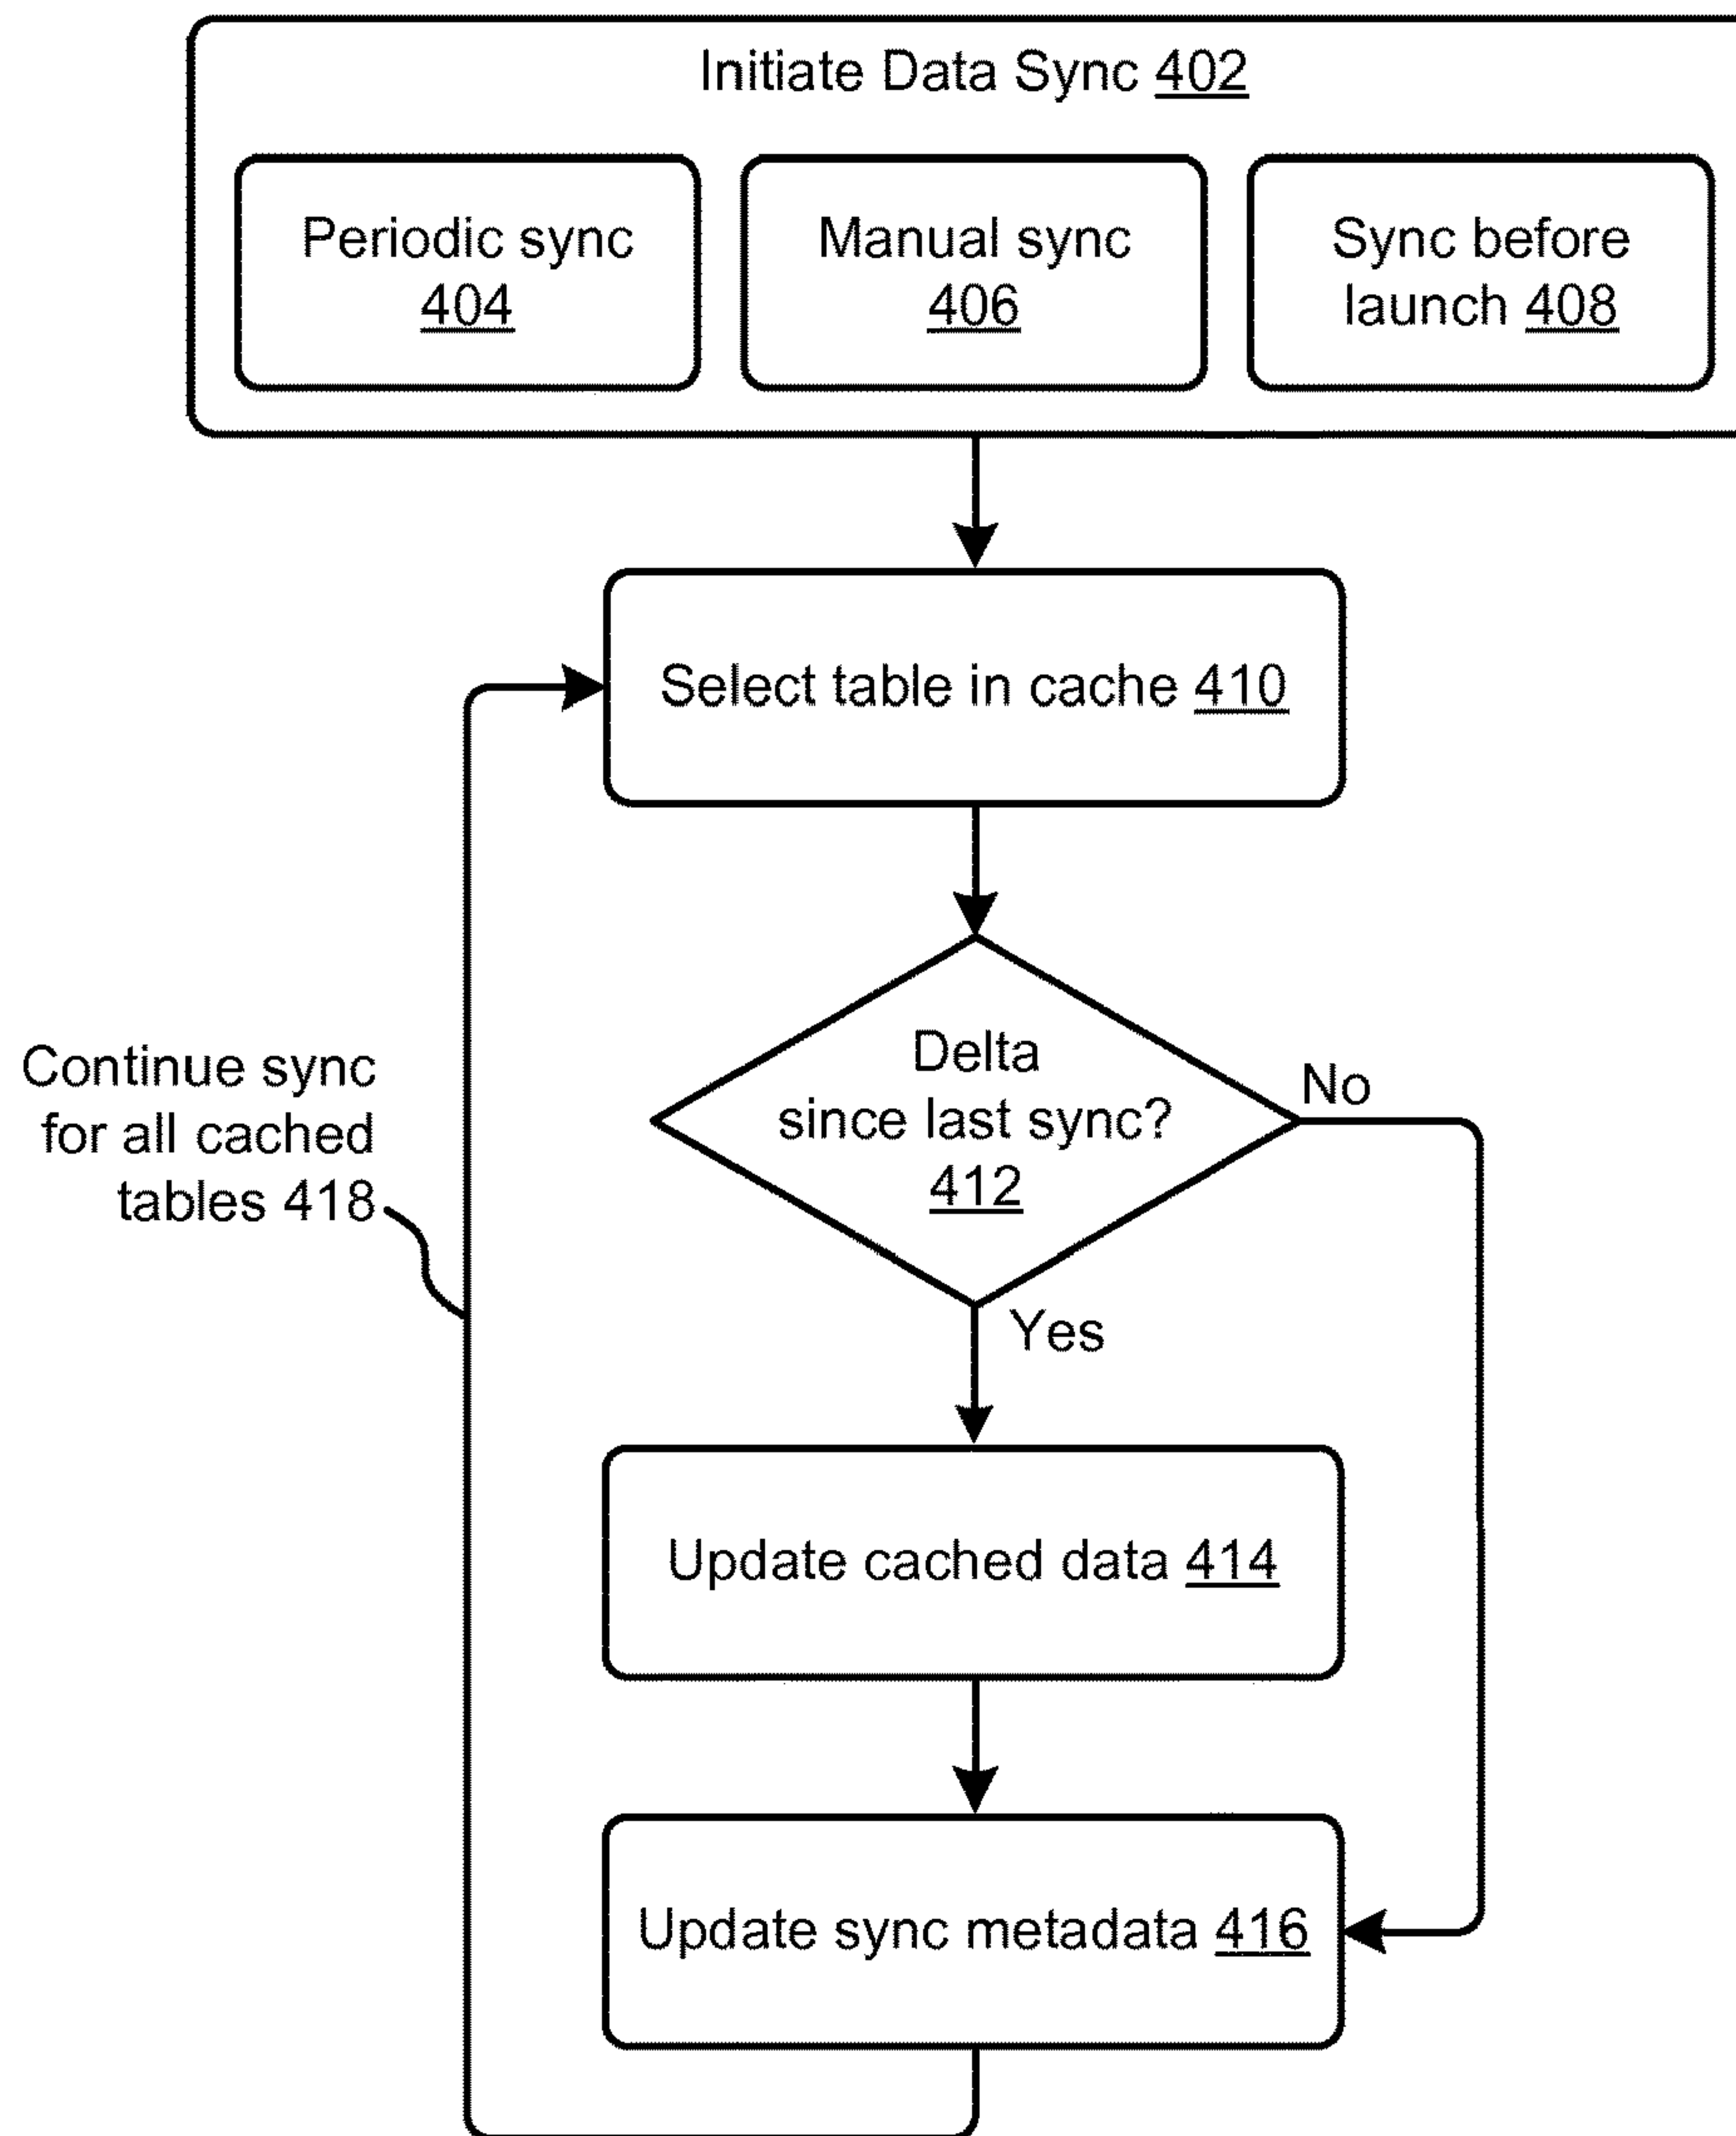 Initiate Data Sync 402
Periodic sync
404
Manual sync
406
Sync before
launch 408
Select table in cache 410
Delta
since last sync?
412
No
Continue sync
for all cached
tables 418
Yes
Update cached data 414
Update sync metadata 416